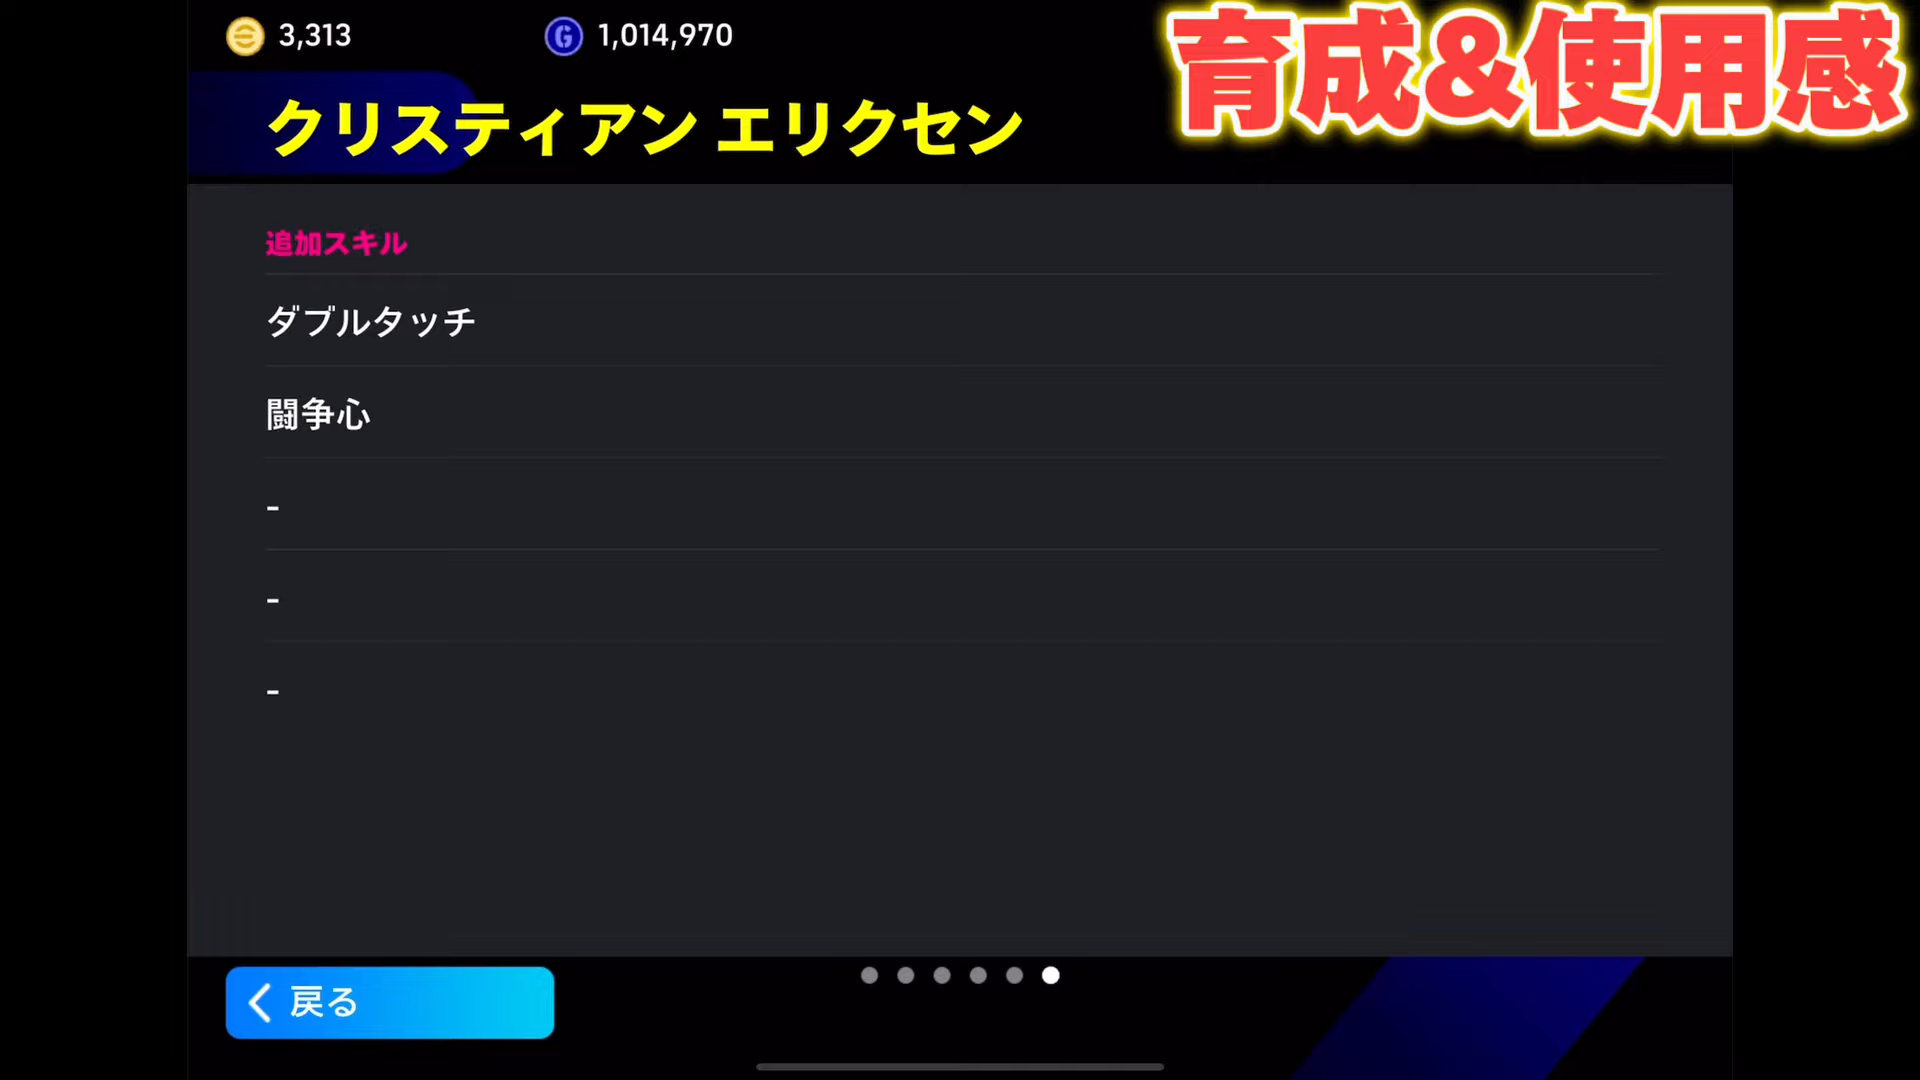 3,313
1,014,970
育成&使用感
クリスティアン エリクセン
追加スキル
ダブルタッチ
闘争心
-
-
-
戻る